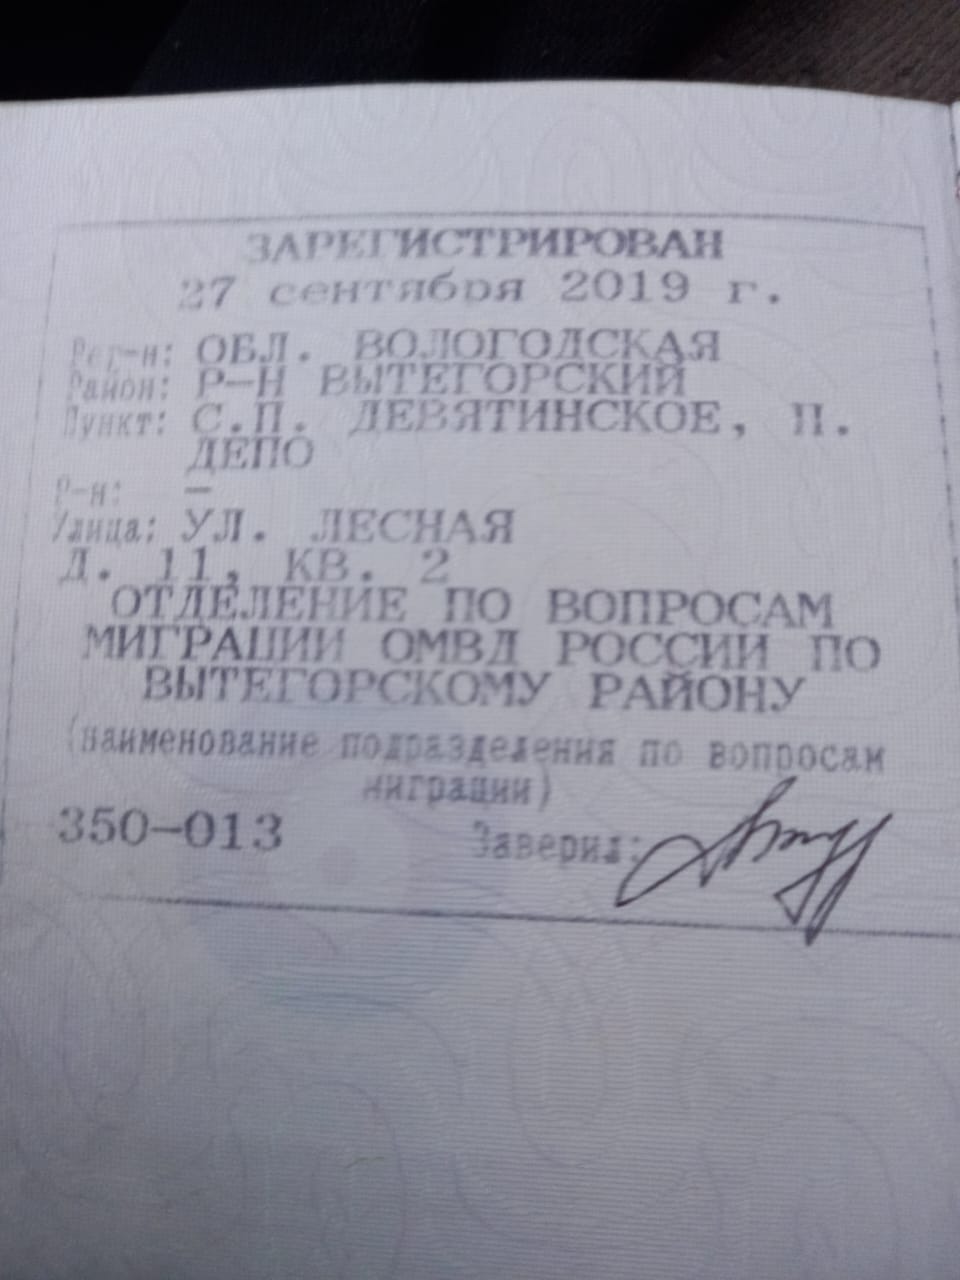 ЗАРЕГИСТРИРОВАН
27 сентября 2019 г.
Рег-н: ОБЛ. ВОЛОГОДСКАЯ
Район: Р-Н ВЫТЕГОРСКИЙ
Пункт: С.П. ДЕВЯТИНСКОЕ, П.
ДЕПО
Р-н: –
Улица: УЛ. ЛЕСНАЯ
Д. 11, КВ. 2
ОТДЕЛЕНИЕ ПО ВОПРОСАМ
МИГРАЦИИ ОМВД РОССИИ ПО
ВЫТЕГОРСКОМУ РАЙОНУ
(наименование подразделения по вопросам
миграции)
350-013 Заверил: